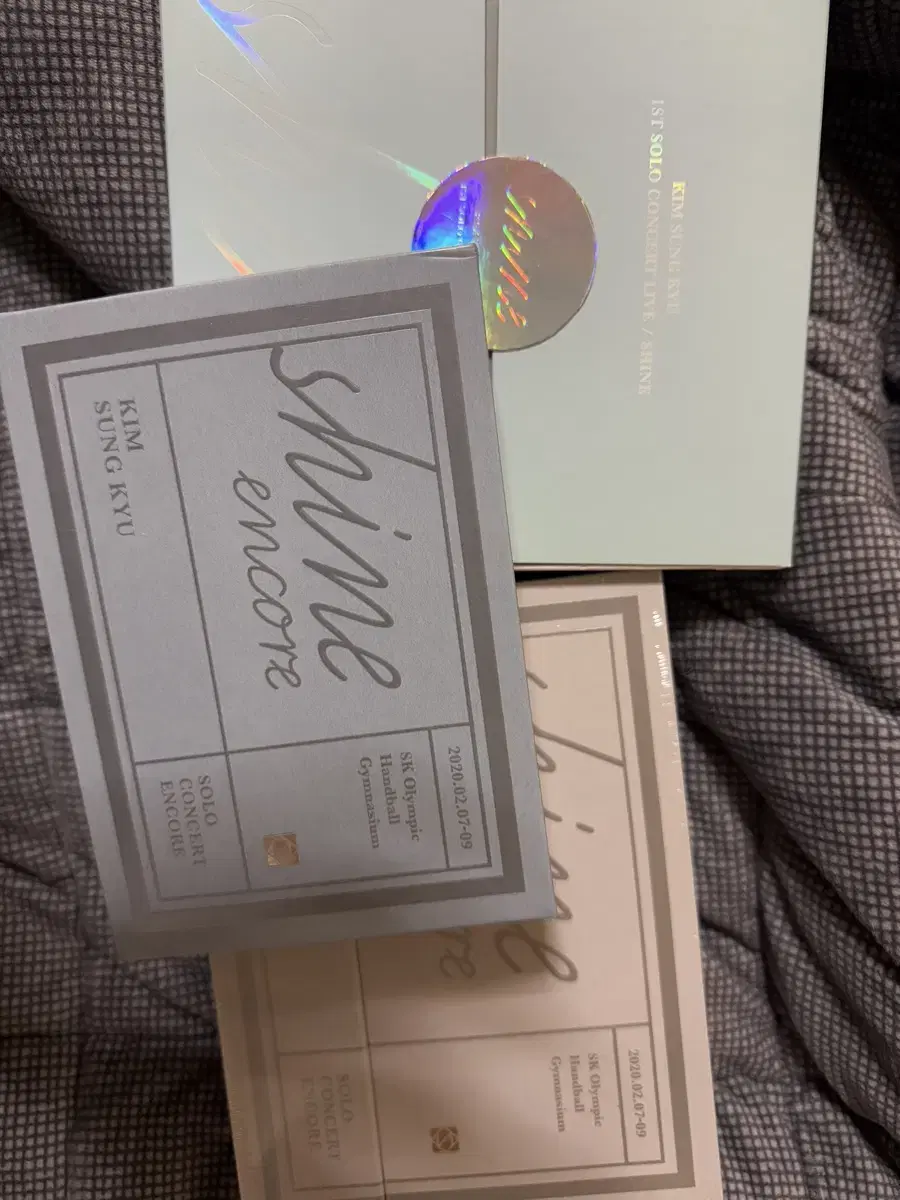 KIM SUNG KYU
1ST SOLO CONCERT LIVE / SHINE
shine
shine
encore
KIM
SUNG KYU
2020.02.07-09
SK Olympic
Handball
Gymnasium
SOLO
CONCERT
ENCORE
2020.02.07-09
SK Olympic
Handball
Gymnasium
SOLO
CONCERT
ENCORE